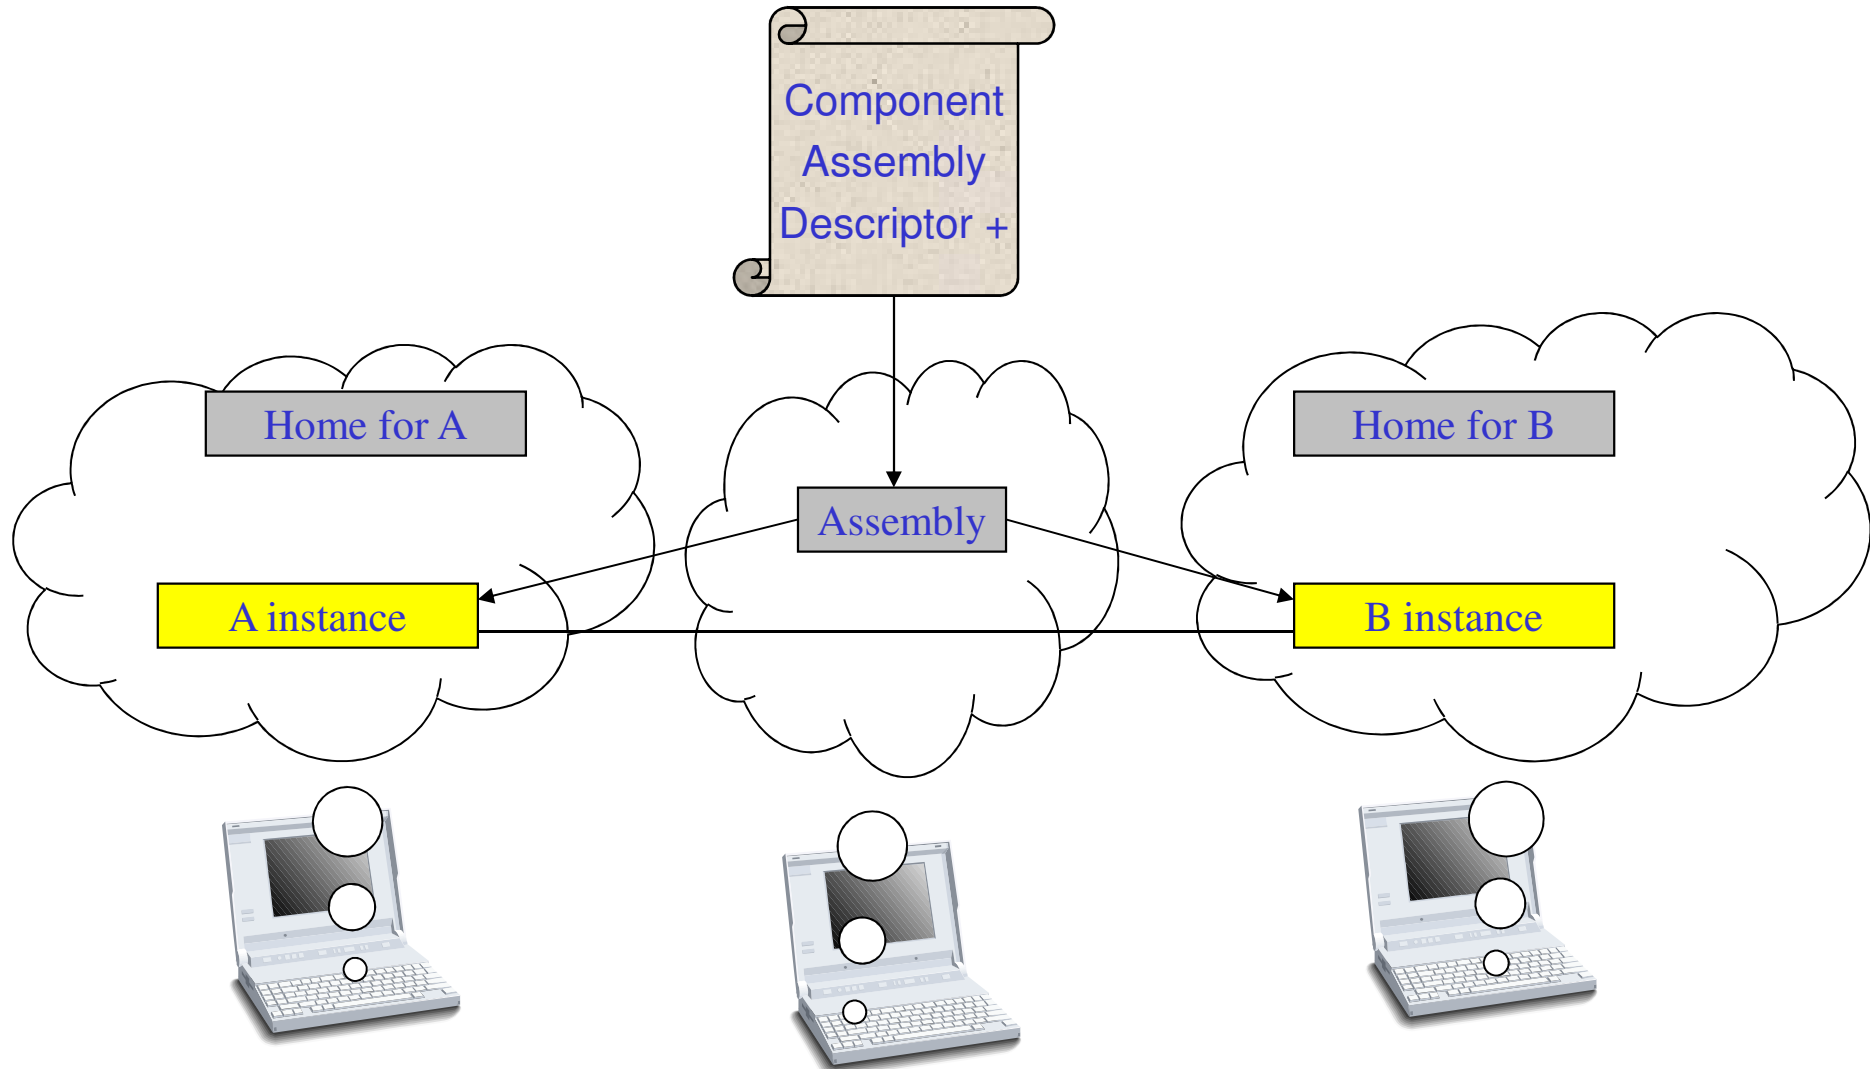 Component
Assembly
Descriptor +
Home for A
Home for B
Assembly
A instance
B instance